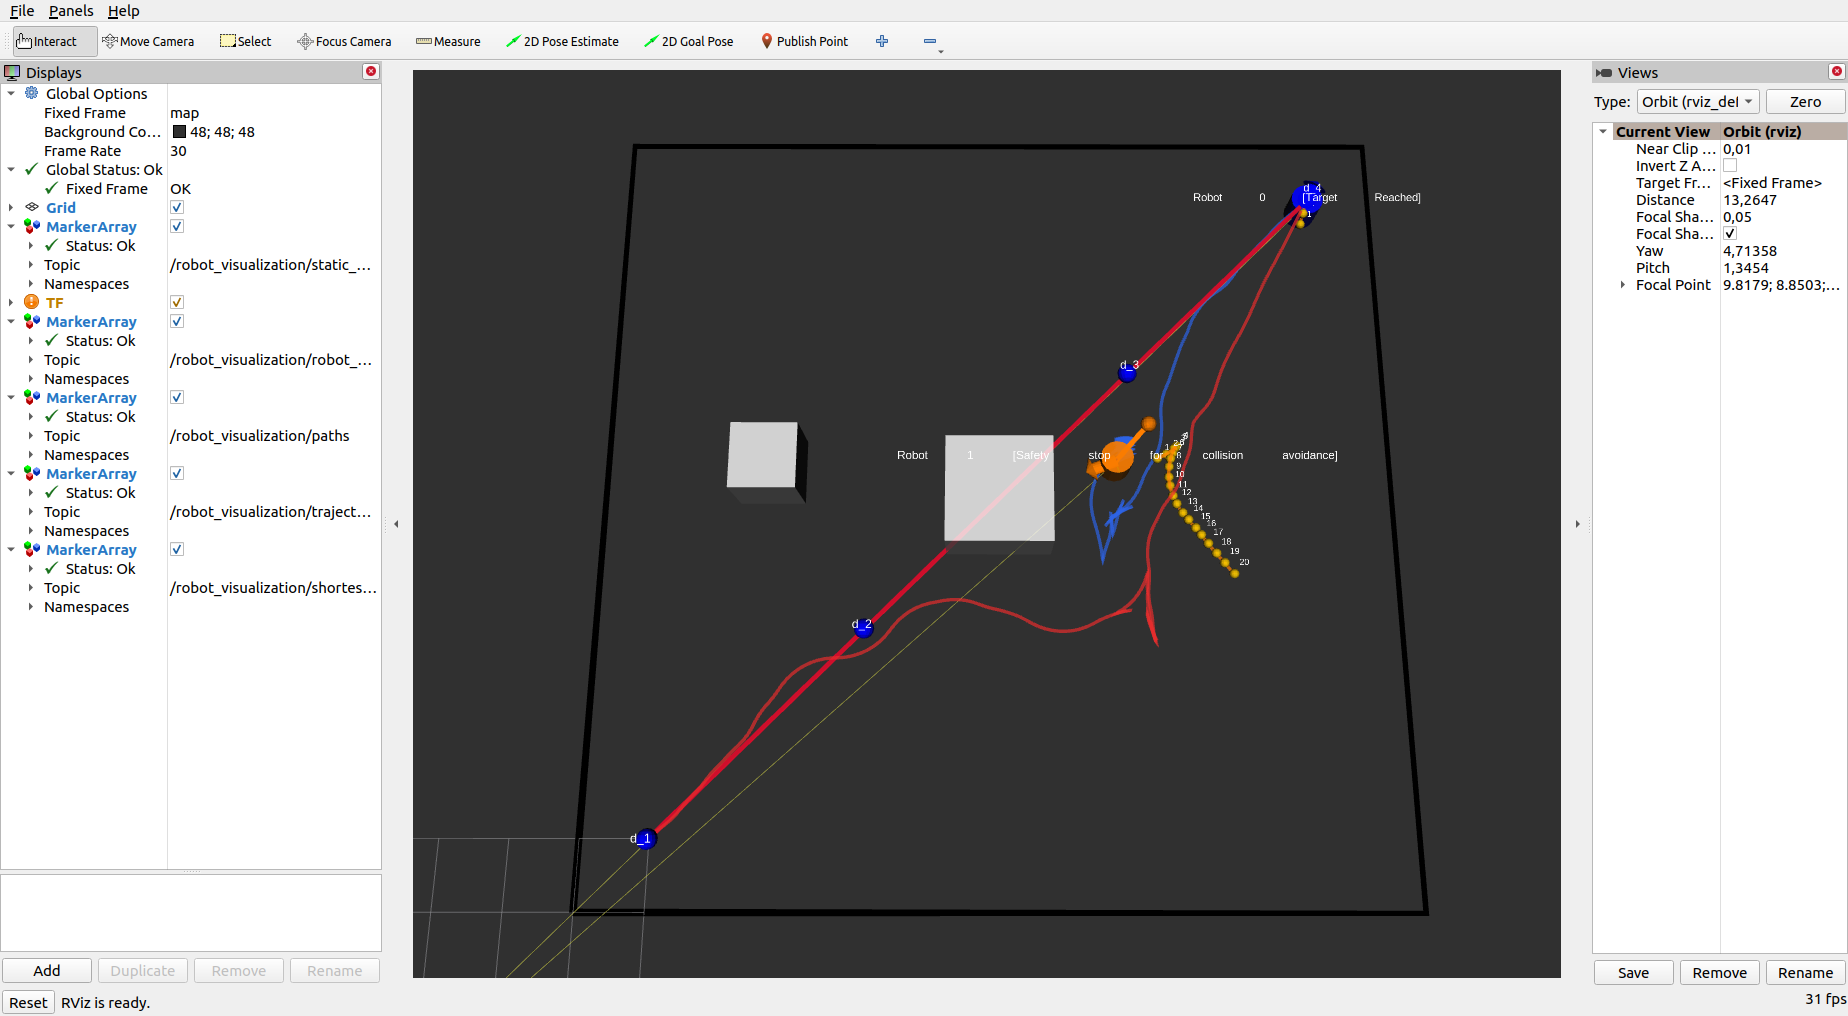 File Panels Help
Interact Move Camera Select Focus Camera Measure 2D Pose Estimate 2D Goal Pose Publish Point
Displays
Global Options
Fixed Frame map
Background Co... 48; 48; 48
Frame Rate 30
Global Status: Ok
Fixed Frame OK
Grid
MarkerArray
Status: Ok
Topic /robot_visualization/static_...
Namespaces
TF
MarkerArray
Status: Ok
Topic /robot_visualization/robot_...
Namespaces
MarkerArray
Status: Ok
Topic /robot_visualization/paths
Namespaces
MarkerArray
Status: Ok
Topic /robot_visualization/traject...
Namespaces
MarkerArray
Status: Ok
Topic /robot_visualization/shortes...
Namespaces
Add Duplicate Remove Rename
Reset RViz is ready.
d_4
Robot 0 [Target Reached]
1
d_3
Robot 1 [Safety stop for collision avoidance]
1
8
9
10
11
12
13
14
15
16
17
18
19
20
d_2
d_1
Views
Type: Orbit (rviz_del Zero
Current View Orbit (rviz)
Near Clip ... 0,01
Invert Z A...
Target Fr... <Fixed Frame>
Distance 13,2647
Focal Sha... 0,05
Focal Sha...
Yaw 4,71358
Pitch 1,3454
Focal Point 9.8179; 8.8503;...
Save Remove Rename
31 fps